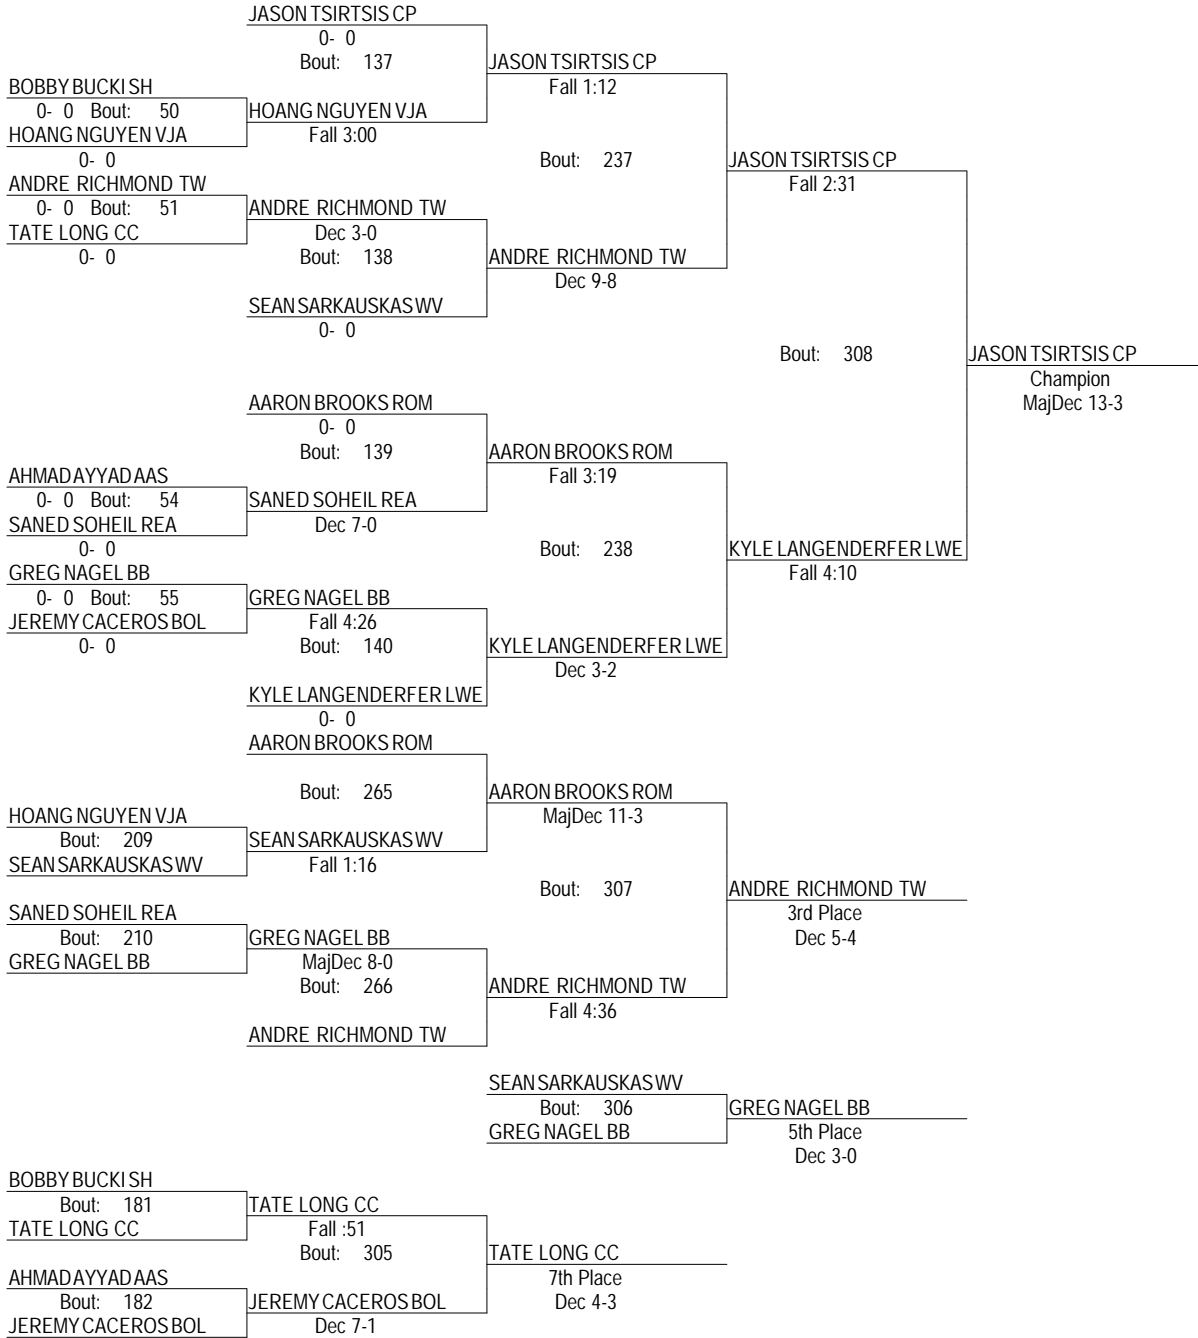 JASON TSIRTSIS CP
0- 0
Bout: 137
JASON TSIRTSIS CP
Fall 1:12
BOBBY BUCKI SH
0- 0 Bout: 50
HOANG NGUYEN VJA
Fall 3:00
HOANG NGUYEN VJA
0- 0
Bout: 237
JASON TSIRTSIS CP
Fall 2:31
ANDRE RICHMOND TW
0- 0 Bout: 51
ANDRE RICHMOND TW
Dec 3-0
TATE LONG CC
0- 0
Bout: 138
ANDRE RICHMOND TW
Dec 9-8
SEAN SARKAUSKAS WV
0- 0
Bout: 308
JASON TSIRTSIS CP
Champion
MajDec 13-3
AARON BROOKS ROM
0- 0
Bout: 139
AARON BROOKS ROM
Fall 3:19
AHMAD AYYAD AAS
0- 0 Bout: 54
SANED SOHEIL REA
Dec 7-0
SANED SOHEIL REA
0- 0
Bout: 238
KYLE LANGENDERFER LWE
Fall 4:10
GREG NAGEL BB
0- 0 Bout: 55
GREG NAGEL BB
Fall 4:26
JEREMY CACEROS BOL
0- 0
Bout: 140
KYLE LANGENDERFER LWE
Dec 3-2
KYLE LANGENDERFER LWE
0- 0
AARON BROOKS ROM
Bout: 265
AARON BROOKS ROM
MajDec 11-3
HOANG NGUYEN VJA
Bout: 209
SEAN SARKAUSKAS WV
Fall 1:16
SEAN SARKAUSKAS WV
Bout: 307
ANDRE RICHMOND TW
3rd Place
Dec 5-4
SANED SOHEIL REA
Bout: 210
GREG NAGEL BB
MajDec 8-0
GREG NAGEL BB
Bout: 266
ANDRE RICHMOND TW
Fall 4:36
ANDRE RICHMOND TW
SEAN SARKAUSKAS WV
Bout: 306
GREG NAGEL BB
GREG NAGEL BB
5th Place
Dec 3-0
BOBBY BUCKI SH
Bout: 181
TATE LONG CC
TATE LONG CC
Fall :51
Bout: 305
TATE LONG CC
7th Place
Dec 4-3
AHMAD AYYAD AAS
Bout: 182
JEREMY CACEROS BOL
JEREMY CACEROS BOL
Dec 7-1